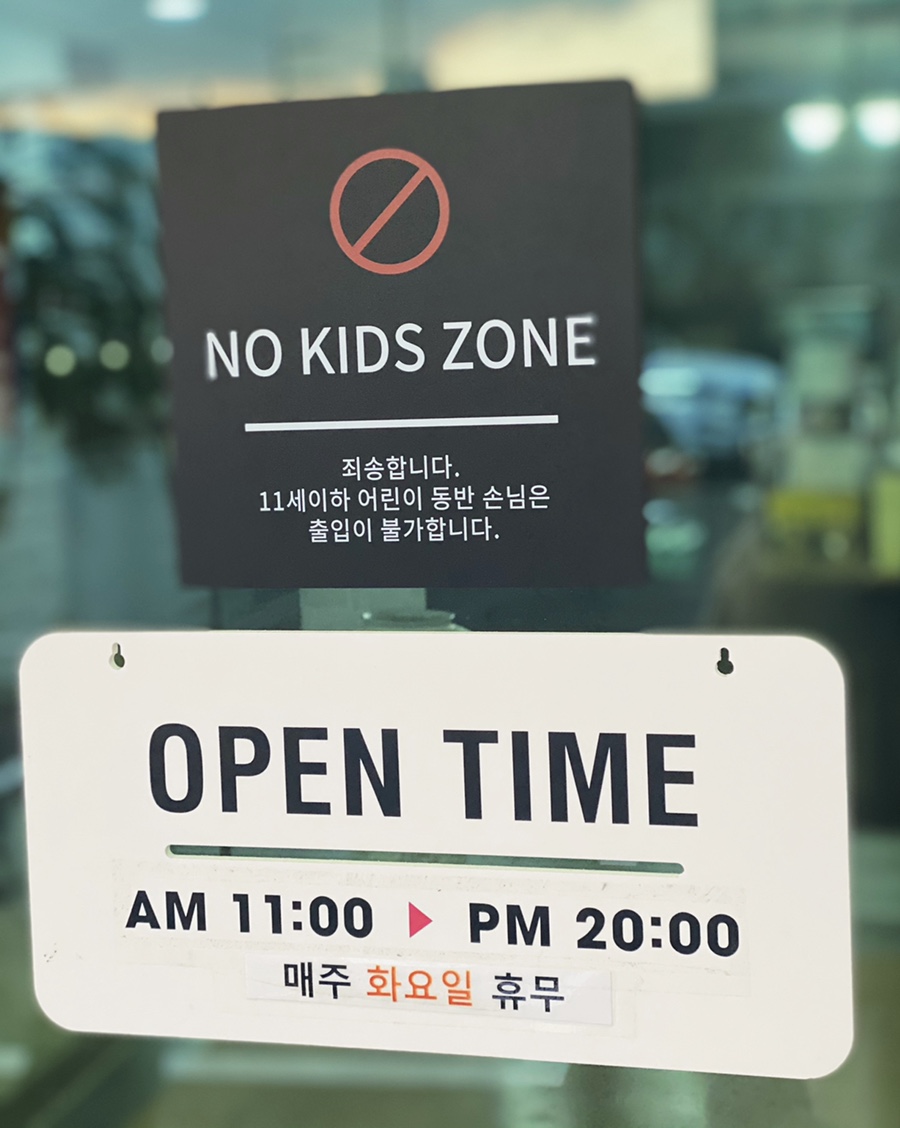 NO KIDS ZONE
죄송합니다.
11세이하 어린이 동반 손님은
출입이 불가합니다.
OPEN TIME
AM 11:00 ▶ PM 20:00
매주 화요일 휴무